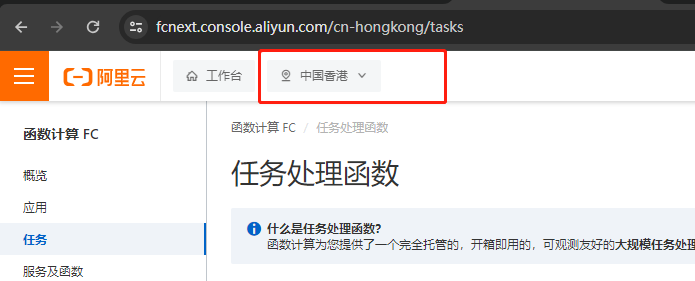 fcnext.console.aliyun.com/cn-hongkong/tasks
阿里云 工作台 中国香港
函数计算 FC
函数计算 FC / 任务处理函数
概览
任务处理函数
应用
任务
什么是任务处理函数?
函数计算为您提供了一个完全托管的，开箱即用的，可观测友好的大规模任务处理
服务及函数